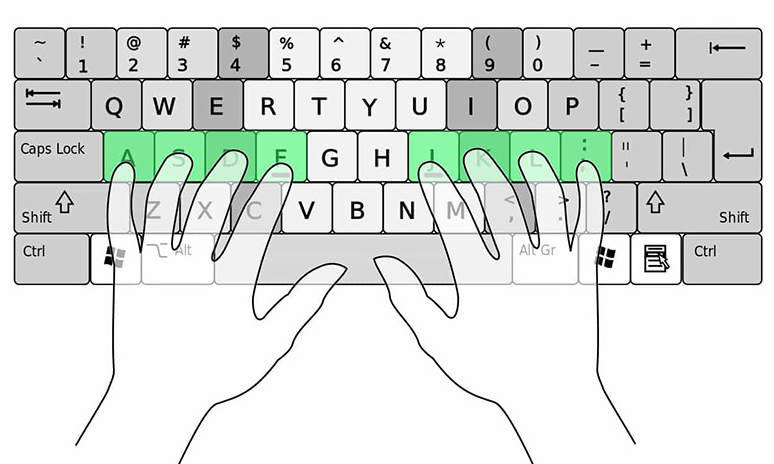 ~ ! @ # $ % ^ & * ( ) — +
` 1 2 3 4 5 6 7 8 9 0 - =
Q W E R T Y U I O P { }
[ ]
Caps Lock A S D F G H J K L : " |
; ' \
Shift Z X C V B N M < > ? Shift
, . /
Ctrl Alt Alt Gr Ctrl